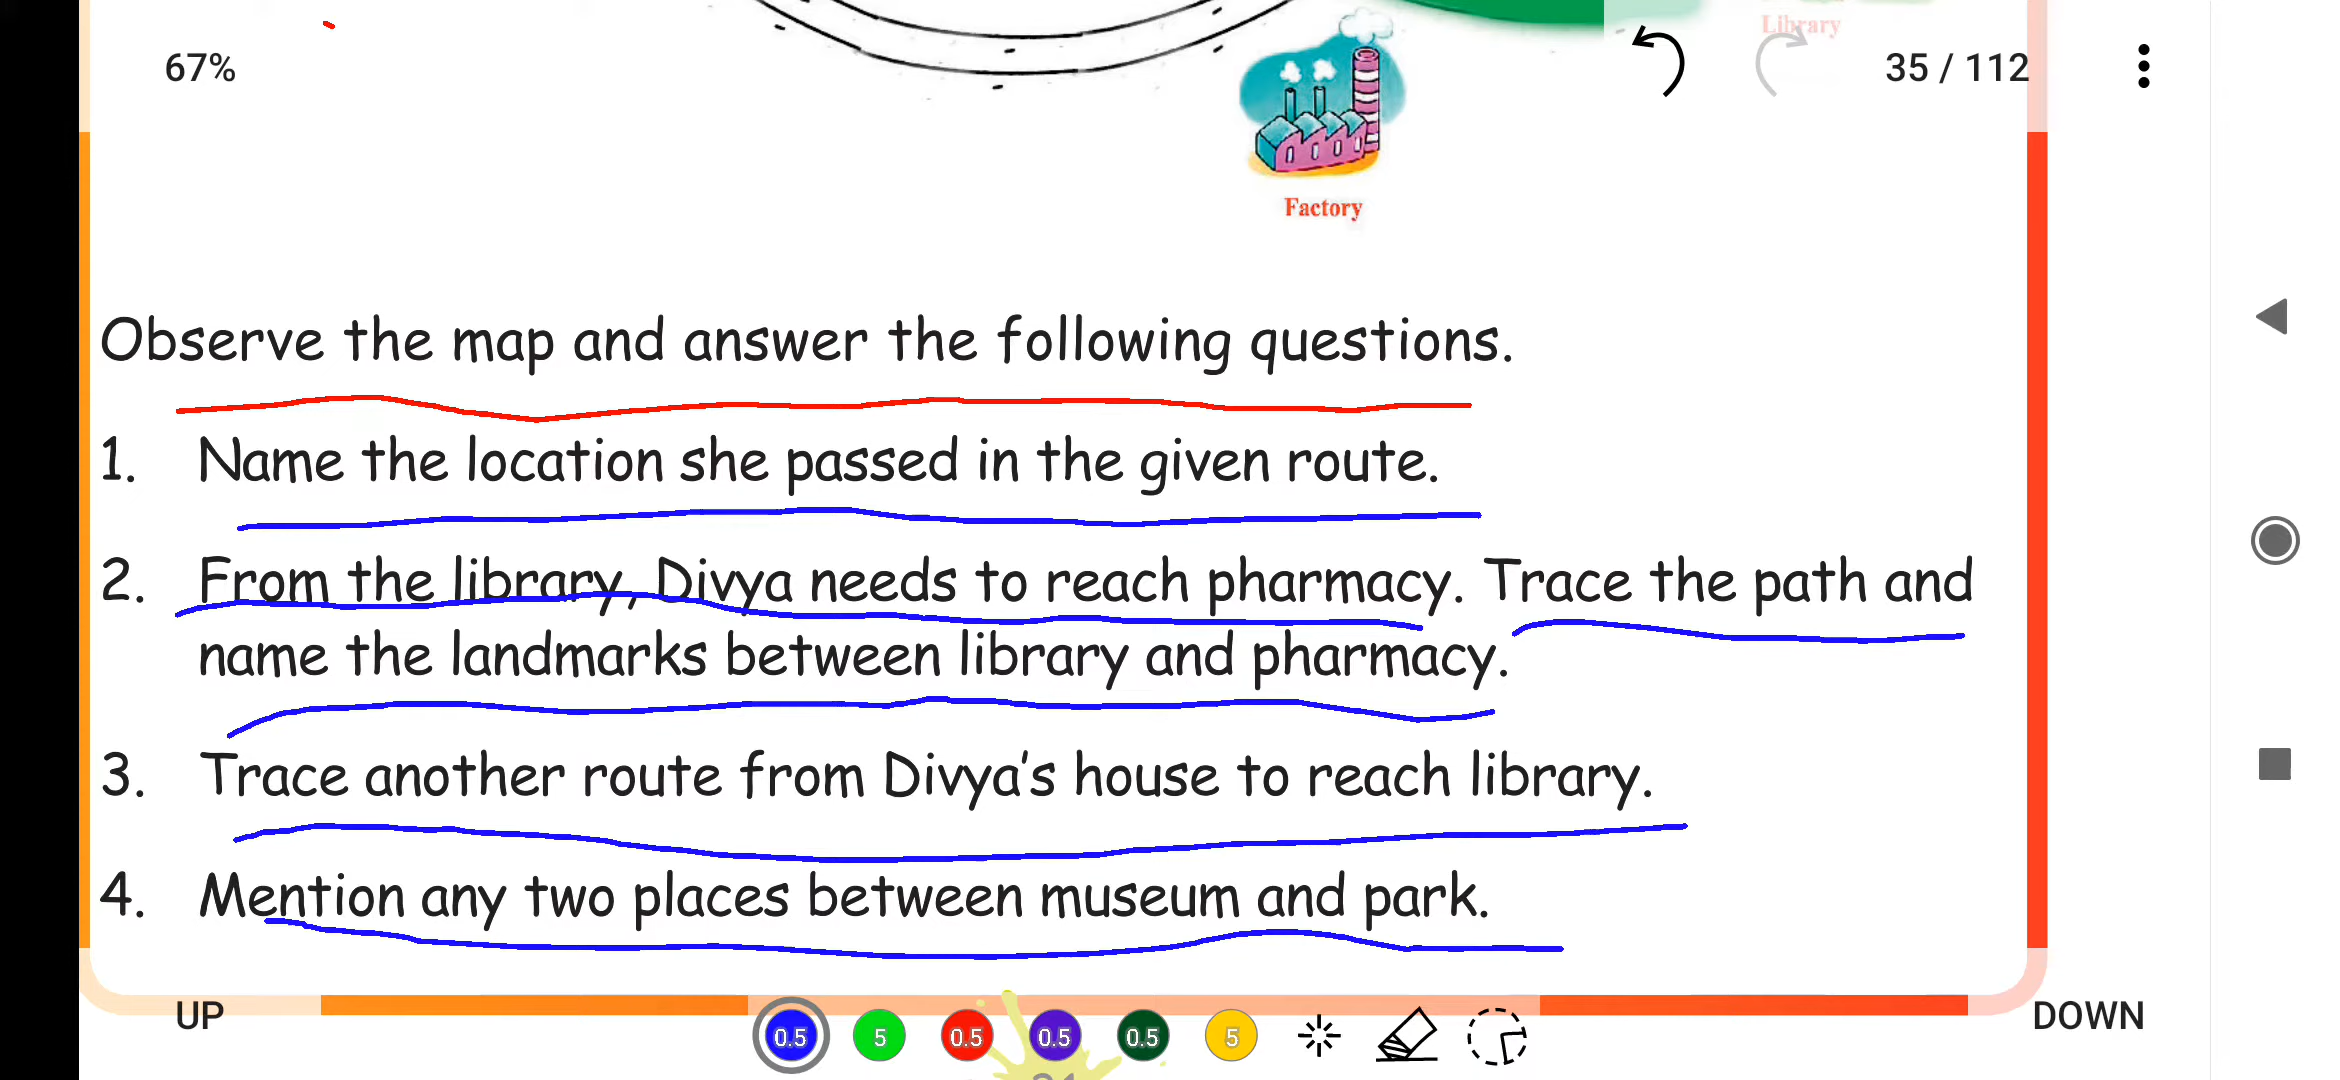 Library
67%
35 / 112
Factory
Observe the map and answer the following questions.
1. Name the location she passed in the given route.
2. From the library, Divya needs to reach pharmacy. Trace the path and
name the landmarks between library and pharmacy.
3. Trace another route from Divya's house to reach library.
4. Mention any two places between museum and park.
UP
DOWN
0.5 5 0.5 0.5 0.5 5